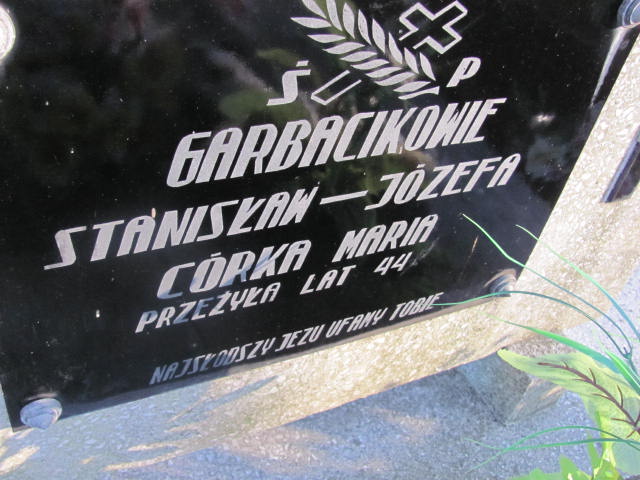 Ś P
GARBACIKOWIE
STANISŁAW — JÓZEFA
CÓRKA MARIA
PRZEŻYŁA LAT 44
NAJSŁODSZY JEZU UFAMY TOBIE